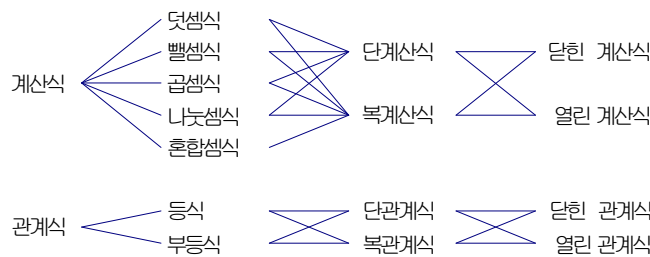 덧셈식
뺄셈식 단계산식 닫힌 계산식
계산식 곱셈식
나눗셈식 복계산식 열린 계산식
혼합셈식
등식 단관계식 닫힌 관계식
관계식
부등식 복관계식 열린 관계식